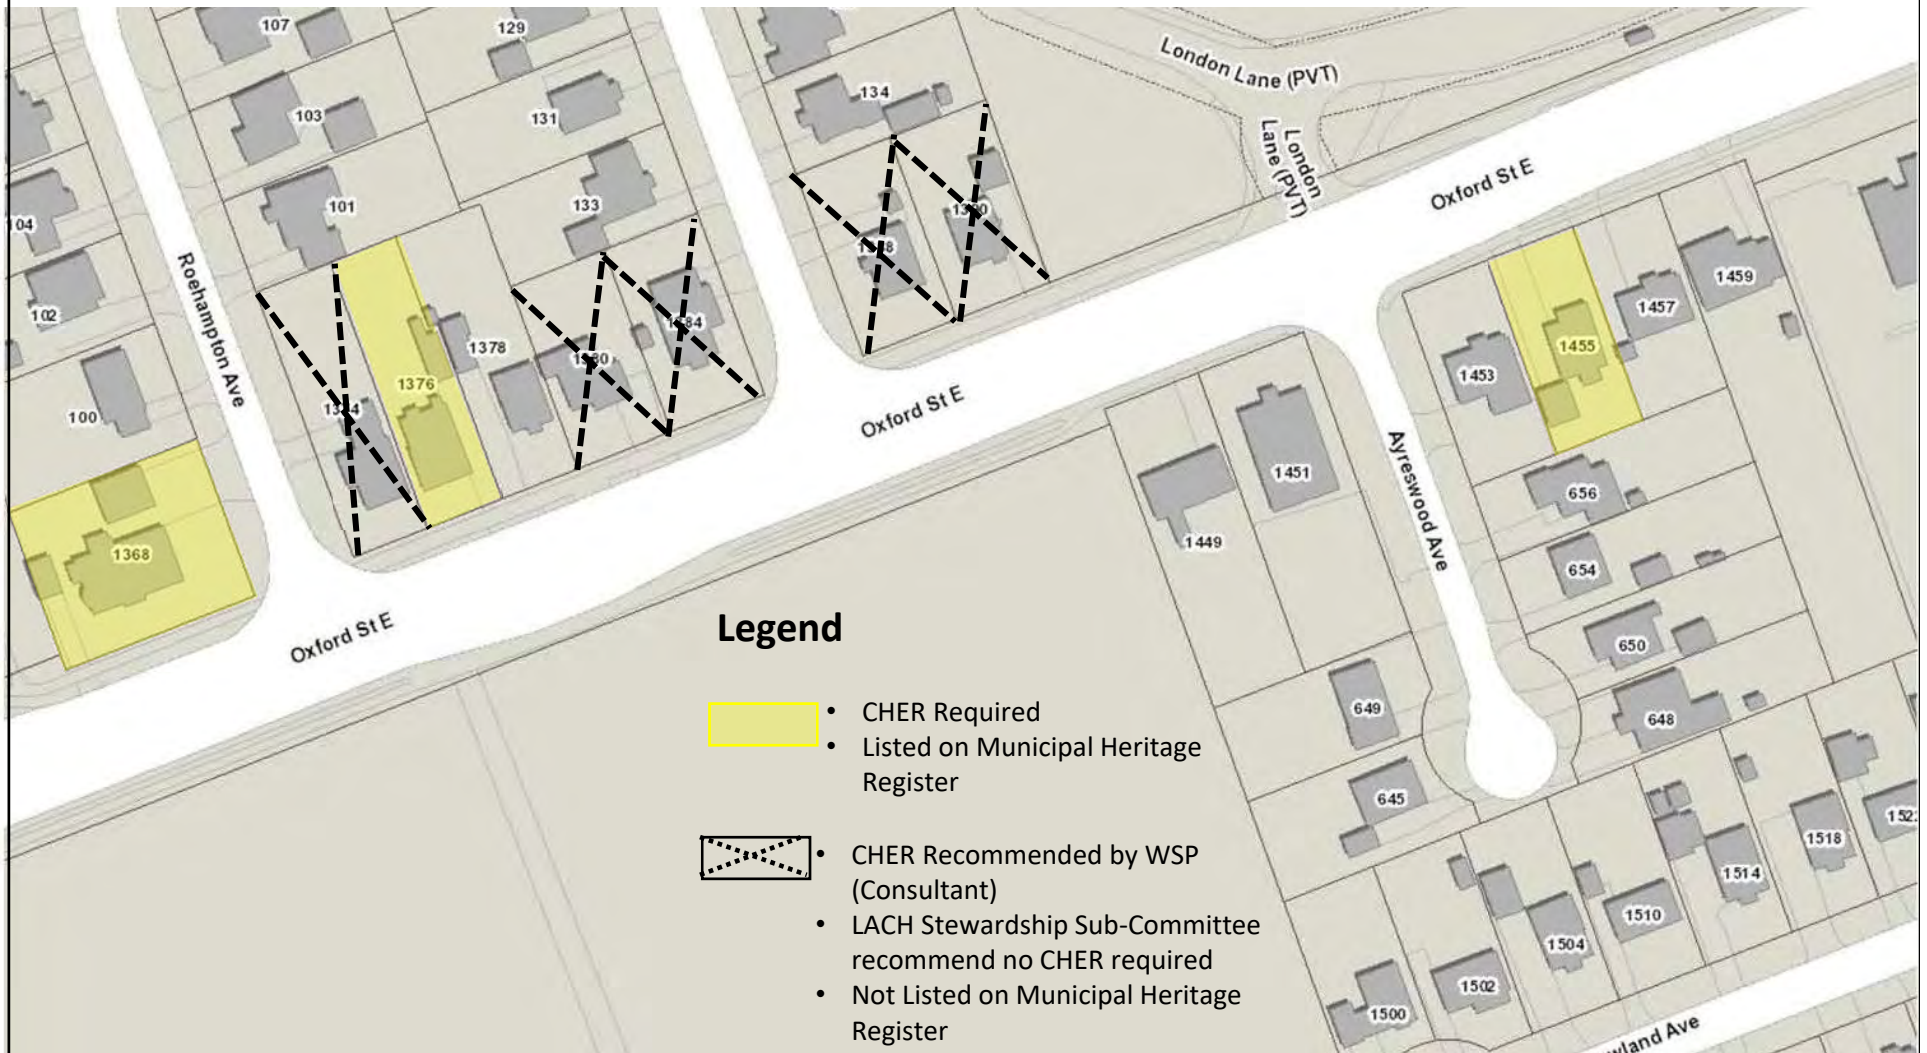 107
129
London Lane (PVT)
134
103
131
London
Lane (PVT)
Oxford St E
101
133
104
Roehampton Ave
102
1459
1457
1455
1453
1378
1376
100
Oxford St E
1451
Ayreswood Ave
656
1449
1368
654
Oxford St E
650
649
648
645
1518
1514
1510
1504
1502
1500
Legend
• CHER Required
• Listed on Municipal Heritage
Register
• CHER Recommended by WSP
(Consultant)
• LACH Stewardship Sub-Committee
recommend no CHER required
• Not Listed on Municipal Heritage
Register